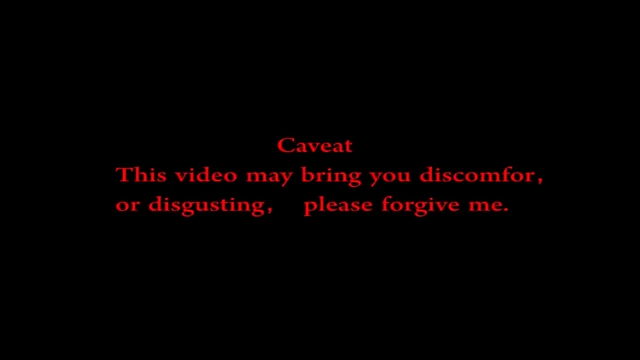 Caveat
This video may bring you discomfor,
or disgusting, please forgive me.